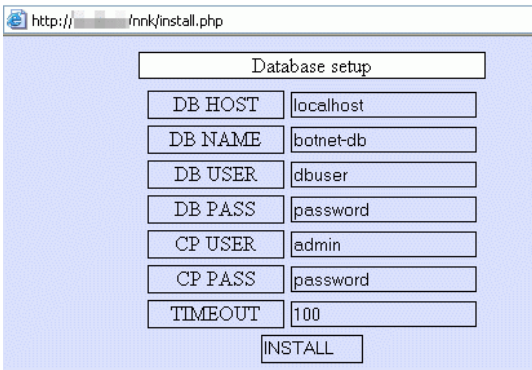 http:// /nnk/install.php
Database setup
DB HOST localhost
DB NAME botnet-db
DB USER dbuser
DB PASS password
CP USER admin
CP PASS password
TIMEOUT 100
INSTALL